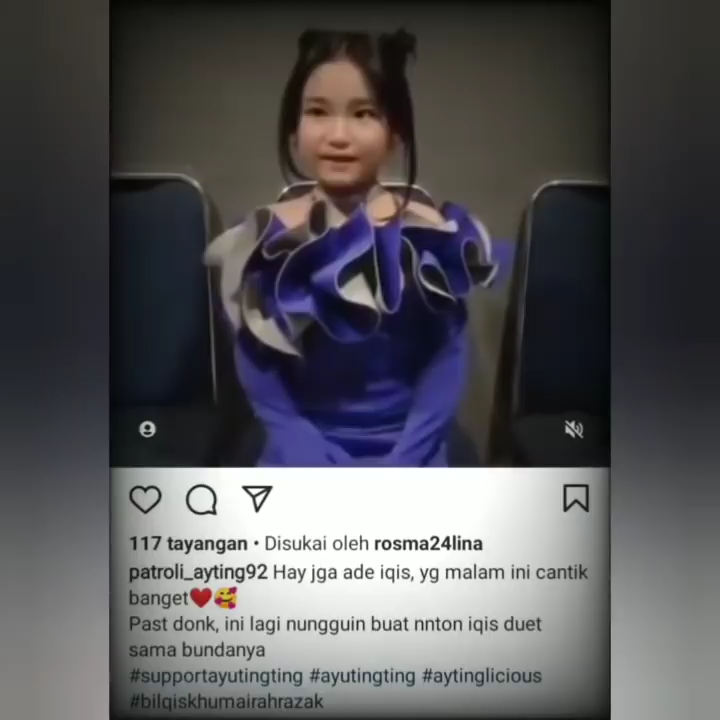 117 tayangan • Disukai oleh rosma24lina
patroli_ayting92 Hay jga ade iqis, yg malam ini cantik
banget❤️🥰
Past donk, ini lagi nungguin buat nnton iqis duet
sama bundanya
#supportayutingting #ayutingting #aytinglicious
#bilqiskhumairahrazak